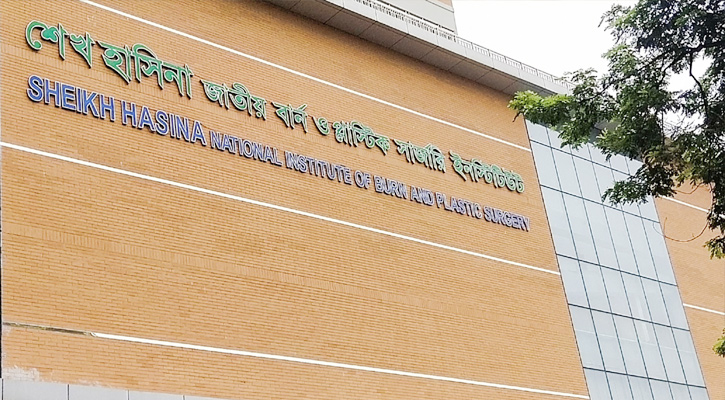 শেখ হাসিনা জাতীয় বার্ন ও প্লাস্টিক সার্জারি ইনস্টিটিউট
SHEIKH HASINA NATIONAL INSTITUTE OF BURN AND PLASTIC SURGERY